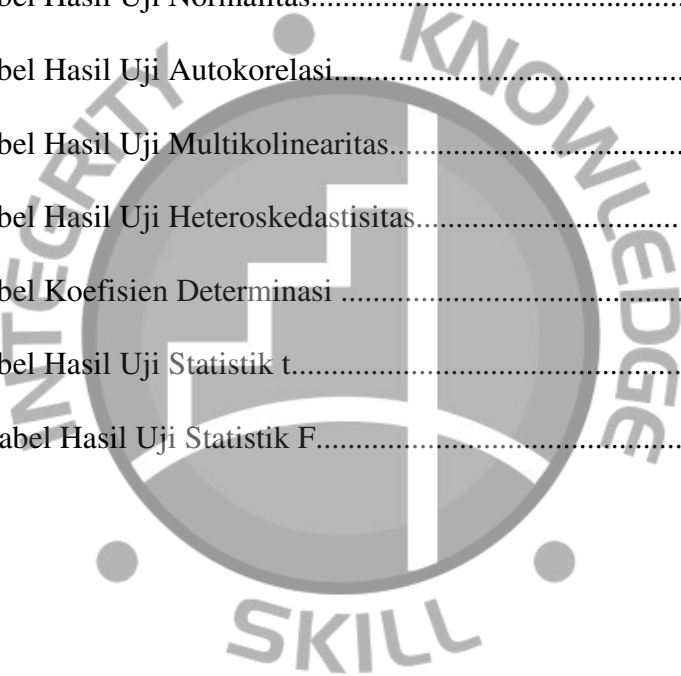 bel Hasil Uji Normalitas..........................................
bel Hasil Uji Autokorelasi..........................................
bel Hasil Uji Multikolinearitas....................................
bel Hasil Uji Heteroskedastisitas................................
bel Koefisien Determinasi ..........................................
bel Hasil Uji Statistik t................................................
abel Hasil Uji Statistik F.............................................
INTEGRITY
KNOWLEDGE
SKILL